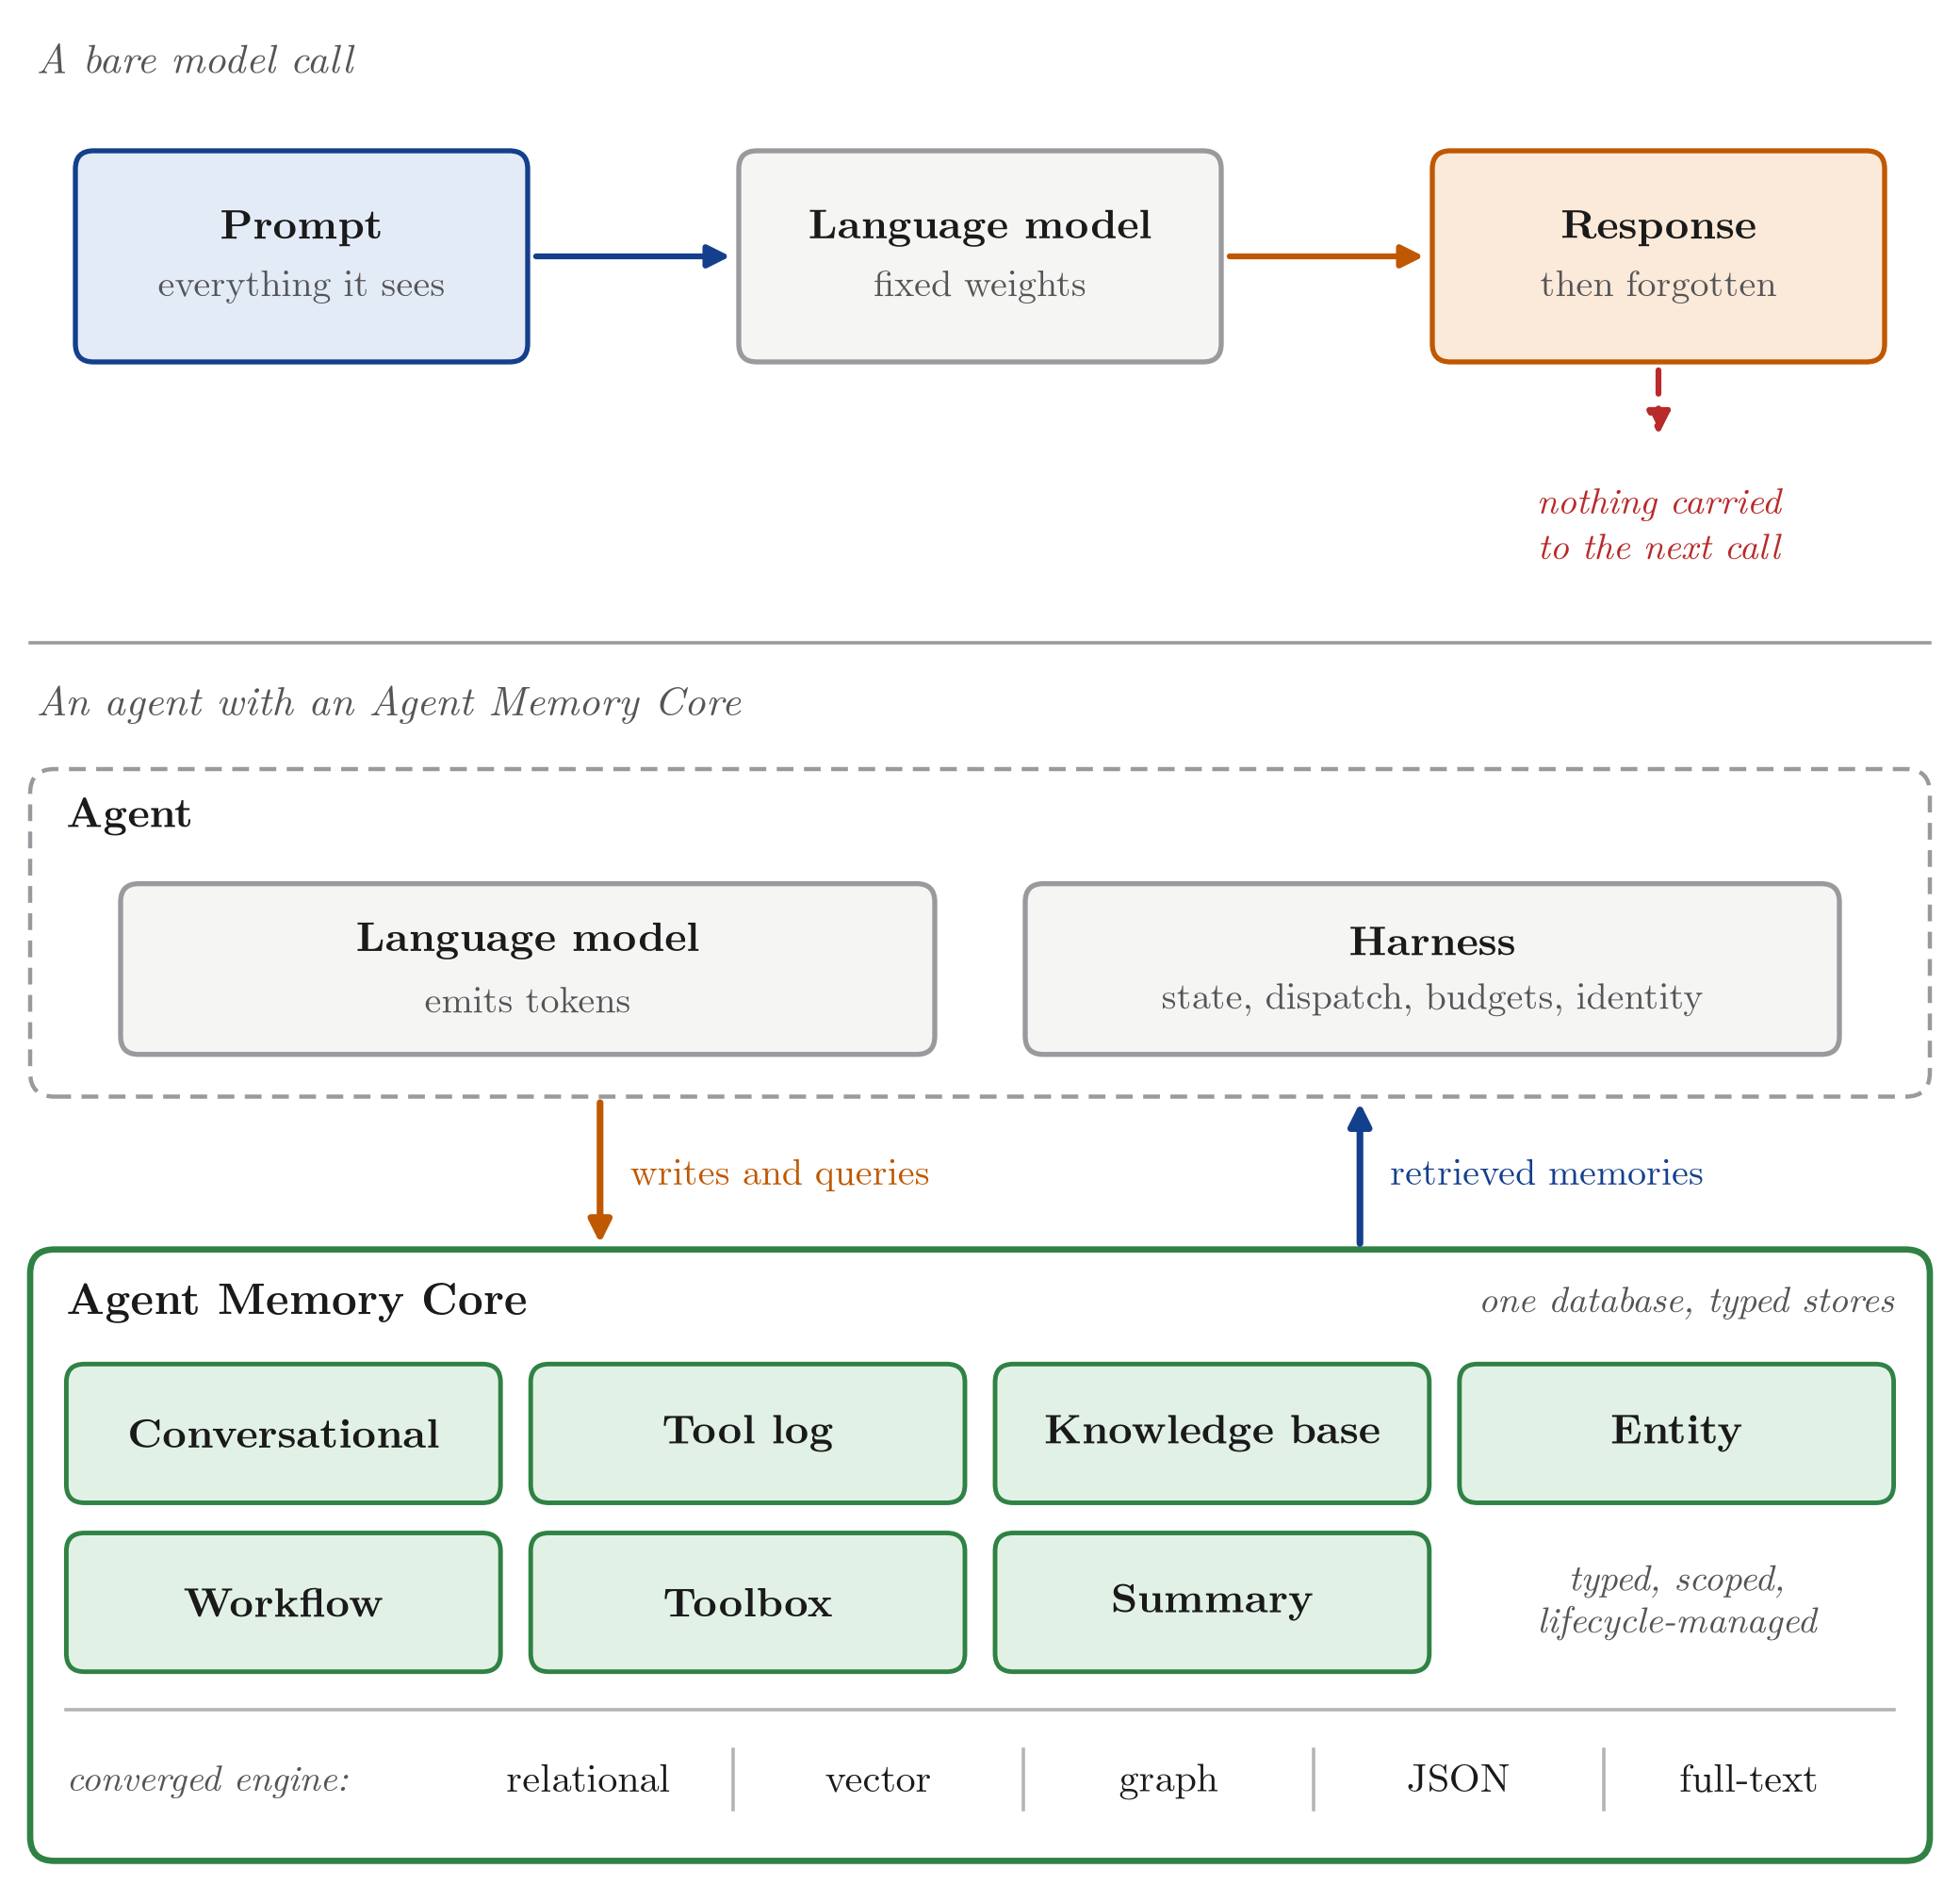 A bare model call
Prompt
everything it sees
Language model
fixed weights
Response
then forgotten
nothing carried
to the next call
An agent with an Agent Memory Core
Agent
Language model
emits tokens
Harness
state, dispatch, budgets, identity
writes and queries
retrieved memories
Agent Memory Core
one database, typed stores
Conversational
Tool log
Knowledge base
Entity
Workflow
Toolbox
Summary
typed, scoped,
lifecycle-managed
converged engine:
relational
vector
graph
JSON
full-text